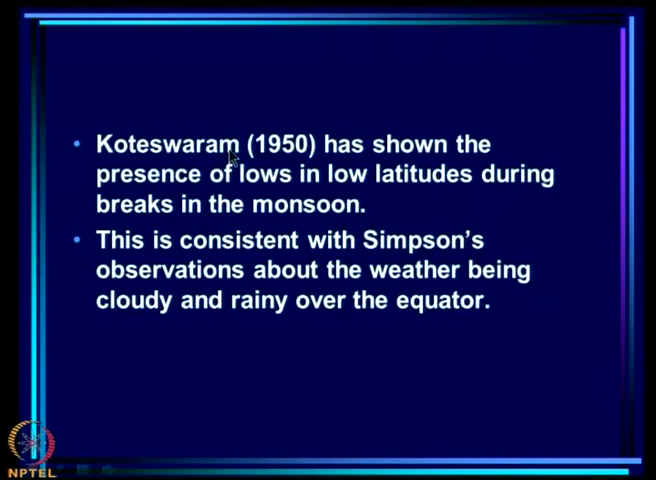 • Koteswaram (1950) has shown the
presence of lows in low latitudes during
breaks in the monsoon.
• This is consistent with Simpson's
observations about the weather being
cloudy and rainy over the equator.
NPTEL